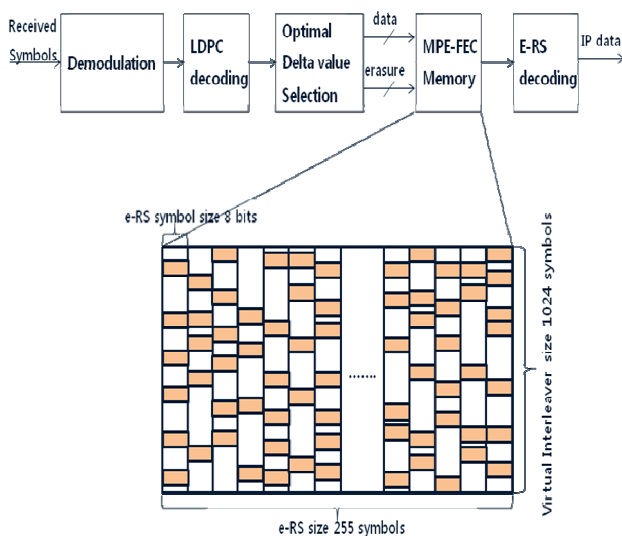 Received
Symbols
Demodulation
LDPC
decoding
Optimal
Delta value
Selection
data
erasure
MPE-FEC
Memory
E-RS
decoding
IP data
e-RS symbol size 8 bits
.......
Virtual Interleaver size 1024 symbols
e-RS size 255 symbols